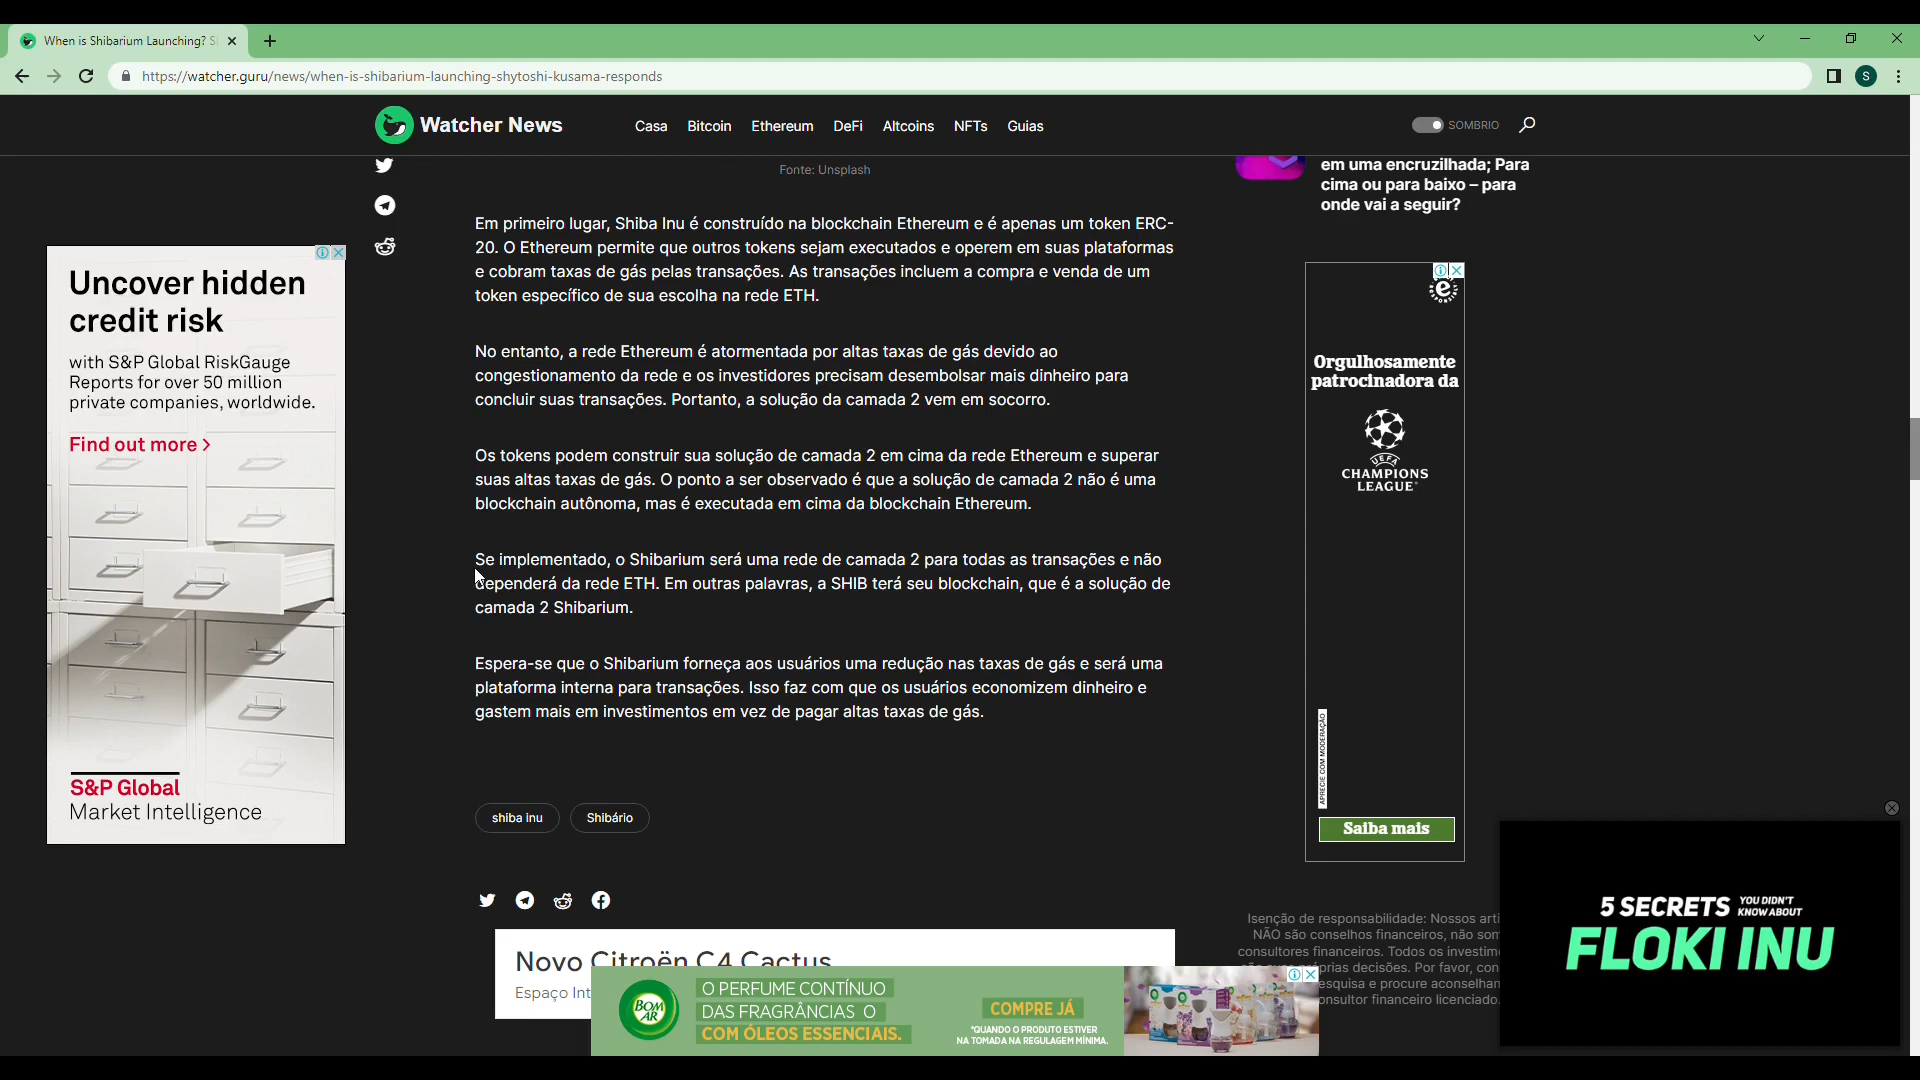 When is Shibarium Launching? S
https://watcher.guru/news/when-is-shibarium-launching-shytoshi-kusama-responds
S
Watcher News
Casa Bitcoin Ethereum DeFi Altcoins NFTs Guias
SOMBRIO
Fonte: Unsplash
Em primeiro lugar, Shiba Inu é construído na blockchain Ethereum e é apenas um token ERC-
20. O Ethereum permite que outros tokens sejam executados e operem em suas plataformas
e cobram taxas de gás pelas transações. As transações incluem a compra e venda de um
token específico de sua escolha na rede ETH.
No entanto, a rede Ethereum é atormentada por altas taxas de gás devido ao
congestionamento da rede e os investidores precisam desembolsar mais dinheiro para
concluir suas transações. Portanto, a solução da camada 2 vem em socorro.
Os tokens podem construir sua solução de camada 2 em cima da rede Ethereum e superar
suas altas taxas de gás. O ponto a ser observado é que a solução de camada 2 não é uma
blockchain autônoma, mas é executada em cima da blockchain Ethereum.
Se implementado, o Shibarium será uma rede de camada 2 para todas as transações e não
dependerá da rede ETH. Em outras palavras, a SHIB terá seu blockchain, que é a solução de
camada 2 Shibarium.
Espera-se que o Shibarium forneça aos usuários uma redução nas taxas de gás e será uma
plataforma interna para transações. Isso faz com que os usuários economizem dinheiro e
gastem mais em investimentos em vez de pagar altas taxas de gás.
shiba inu
Shibário
Uncover hidden
credit risk
with S&P Global RiskGauge
Reports for over 50 million
private companies, worldwide.
Find out more >
S&P Global
Market Intelligence
em uma encruzilhada; Para
cima ou para baixo – para
onde vai a seguir?
Orgulhosamente
patrocinadora da
UEFA
CHAMPIONS
LEAGUE
APRECIE COM MODERAÇÃO
Saiba mais
Isenção de responsabilidade: Nossos arti
NÃO são conselhos financeiros, não som
consultores financeiros. Todos os investime
prias decisões. Por favor, con
esquisa e procure aconselhan
onsultor financeiro licenciado.
5 SECRETS YOU DIDN'T
KNOW ABOUT
FLOKI INU
Novo Citroën C4 Cactus
Espaço Int
BOM
AR
O PERFUME CONTÍNUO
DAS FRAGRÂNCIAS O
COM ÓLEOS ESSENCIAIS.
COMPRE JÁ
*QUANDO O PRODUTO ESTIVER
NA TOMADA NA REGULAGEM MÍNIMA.